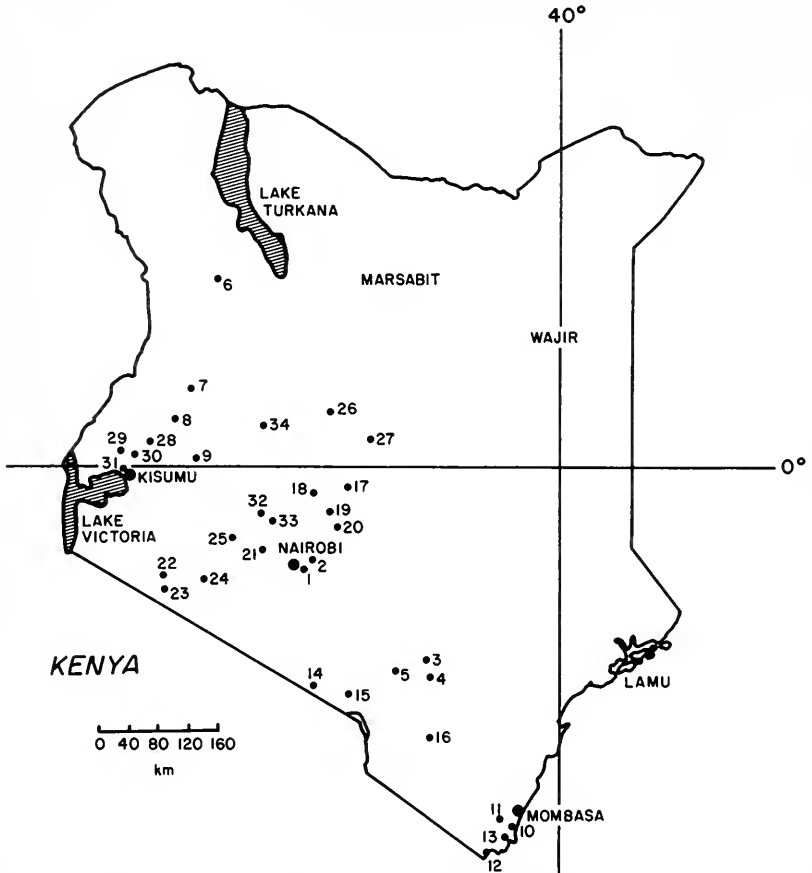 40°
LAKE
TURKANA
MARSABIT
6
WAJIR
7
8
34
26
27
29
28
30
9
31
KISUMU
0°
LAKE
VICTORIA
18
17
32
33
19
20
25
21
NAIROBI
2
1
22
23
24
KENYA
3
5
4
14
15
LAMU
16
0 40 80 120 160
km
11
MOMBASA
10
13
12